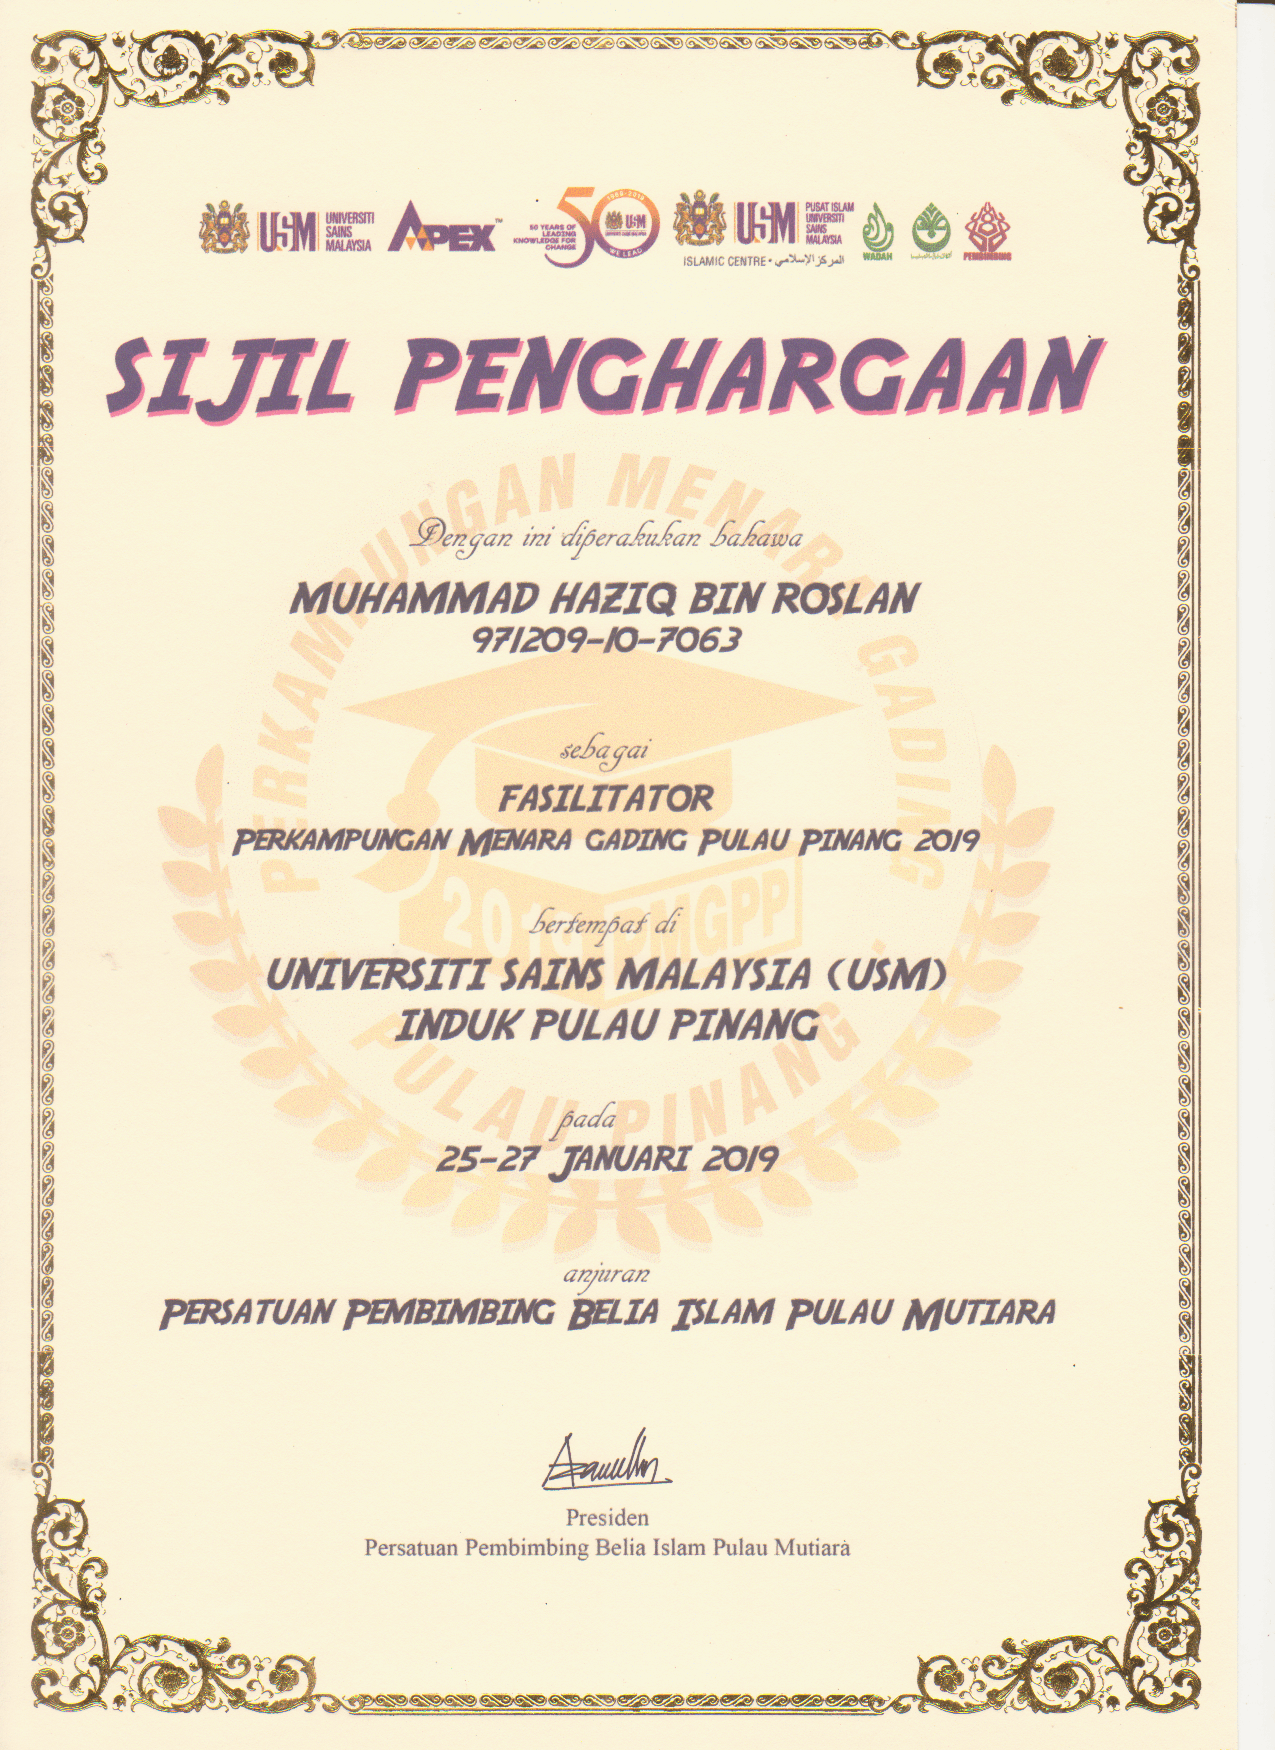 USM UNIVERSITI SAINS MALAYSIA
APEX™
50 YEARS OF LEADING KNOWLEDGE FOR CHANGE
50
1969-2019
USM
WE LEAD
USM PUSAT ISLAM UNIVERSITI SAINS MALAYSIA
ISLAMIC CENTRE • المركز الإسلامي
WADAH
PEMBIMBING
SIJIL PENGHARGAAN
PERKAMPUNGAN MENARA GADING
Dengan ini diperakukan bahawa
MUHAMMAD HAZIQ BIN ROSLAN
971209-10-7063
sebagai
FASILITATOR
PERKAMPUNGAN MENARA GADING PULAU PINANG 2019
2019 PMGPP
bertempat di
UNIVERSITI SAINS MALAYSIA (USM)
INDUK PULAU PINANG
PULAU PINANG
pada
25-27 JANUARI 2019
anjuran
PERSATUAN PEMBIMBING BELIA ISLAM PULAU MUTIARA
Presiden
Persatuan Pembimbing Belia Islam Pulau Mutiara